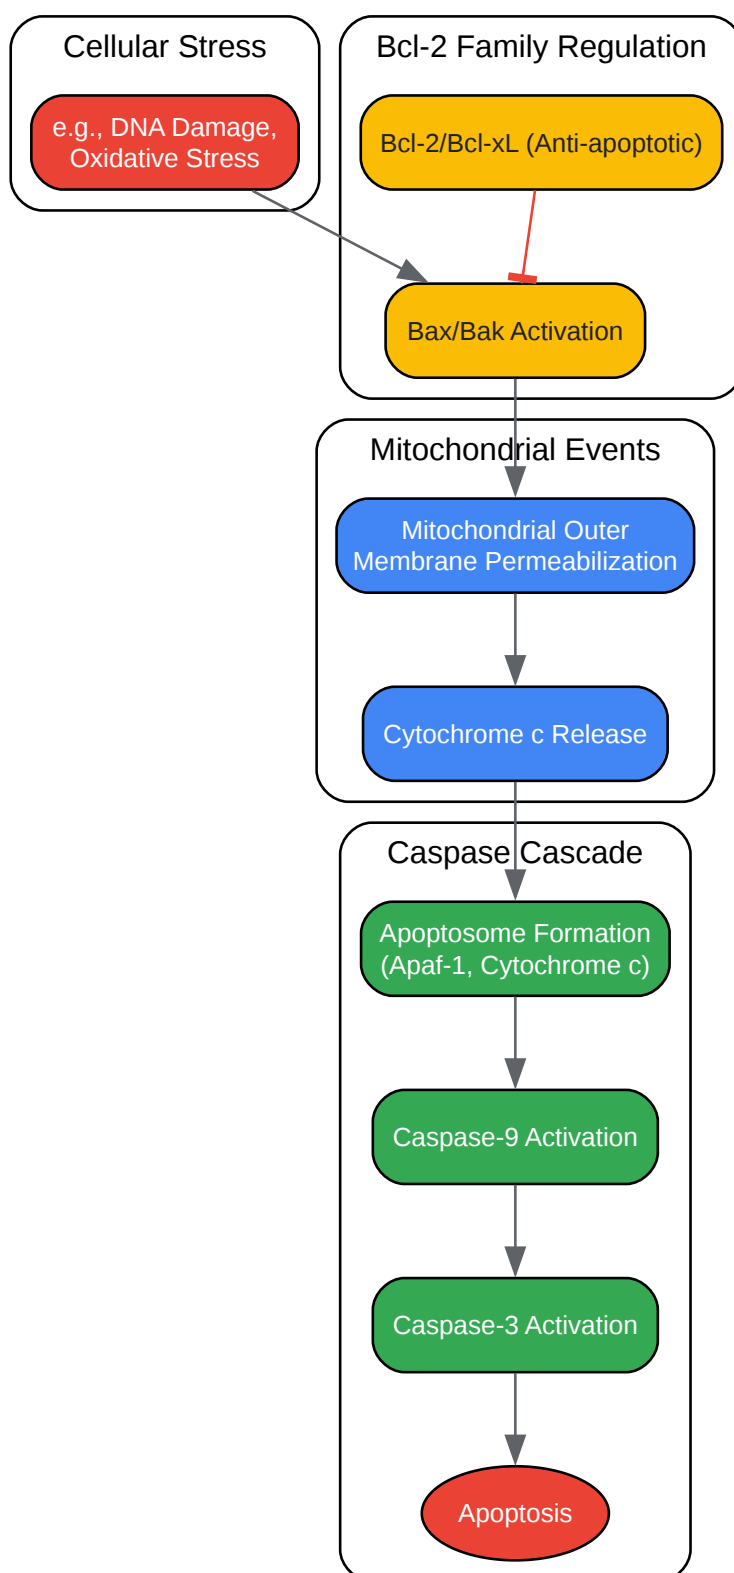 Cellular Stress
e.g., DNA Damage,
Oxidative Stress
Bcl-2 Family Regulation
Bcl-2/Bcl-xL (Anti-apoptotic)
Bax/Bak Activation
Mitochondrial Events
Mitochondrial Outer
Membrane Permeabilization
Cytochrome c Release
Caspase Cascade
Apoptosome Formation
(Apaf-1, Cytochrome c)
Caspase-9 Activation
Caspase-3 Activation
Apoptosis